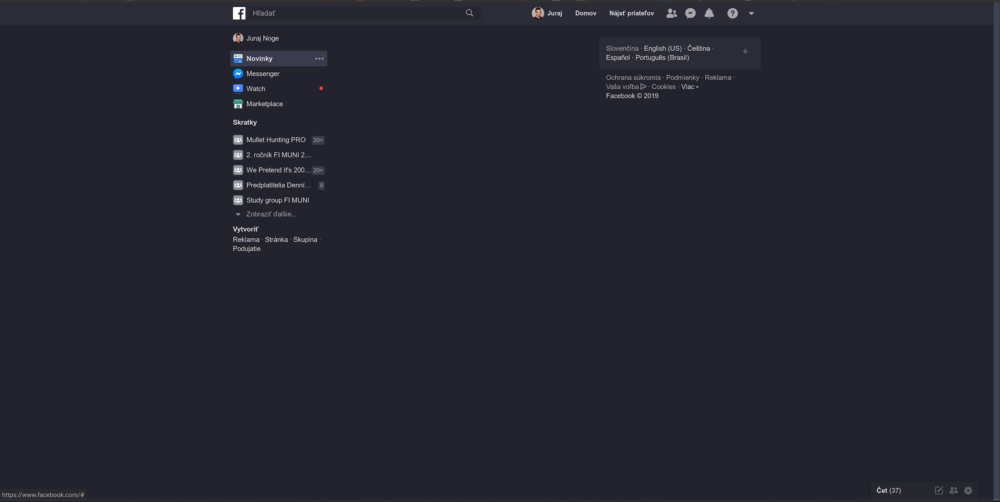 Hľadať
Juraj
Domov
Nájsť priateľov
Juraj Noge
Novinky
Messenger
Watch
Marketplace
Skratky
Mullet Hunting PRO 20+
2. ročník FI MUNI 2...
We Pretend It's 200... 20+
Predplatitelia Denní... 9
Study group FI MUNI
Zobraziť ďalšie...
Vytvoriť
Reklama · Stránka · Skupina ·
Podujatie
Slovenčina · English (US) · Čeština ·
Español · Português (Brasil)
Ochrana súkromia · Podmienky · Reklama ·
Vaša voľba · Cookies · Viac
Facebook © 2019
Čet (37)
https://www.facebook.com/#